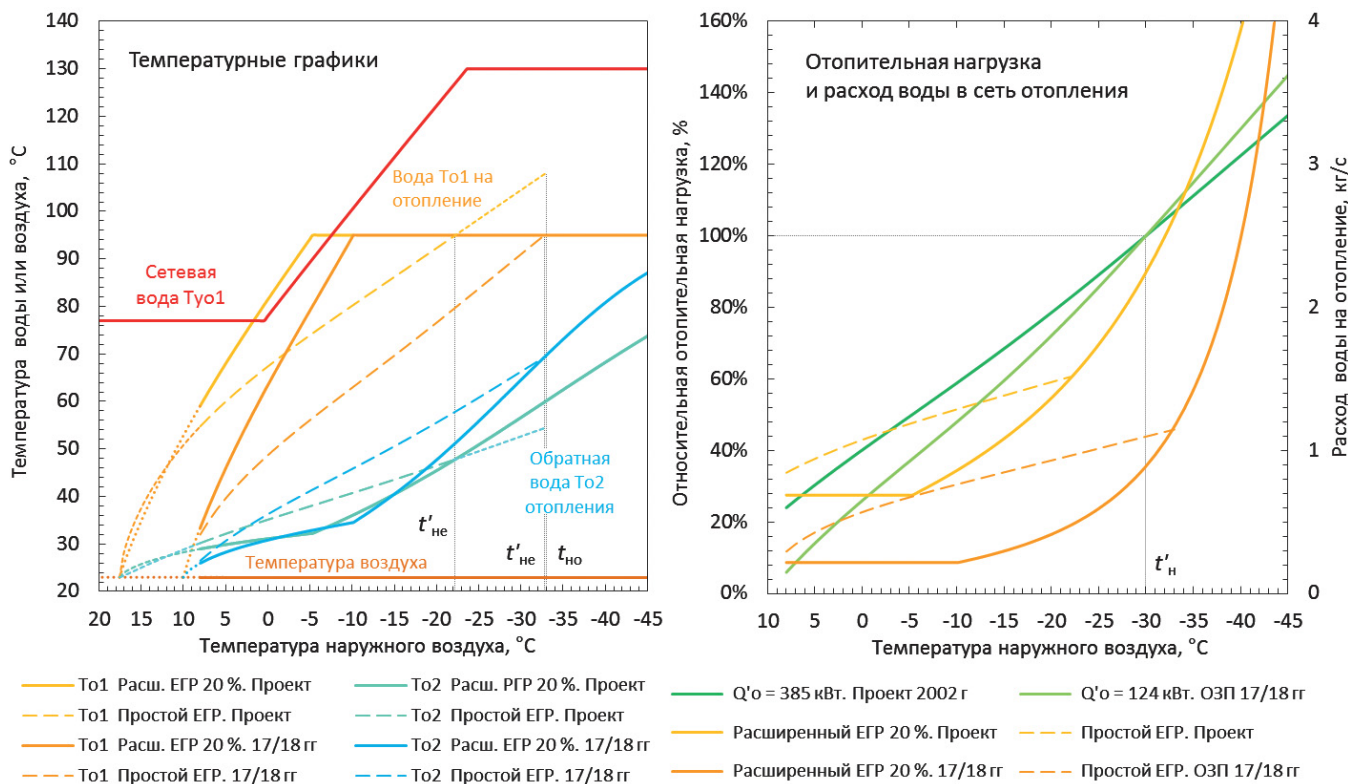 Температурные графики
Температура воды или воздуха, °C
140
130
120
110
100
90
80
70
60
50
40
30
20
Сетевая
вода Tуо1
Вода То1 на
отопление
Обратная
вода То2
отопления
Температура воздуха
t'не
t'не
tно
20 15 10 5 0 -5 -10 -15 -20 -25 -30 -35 -40 -45
Температура наружного воздуха, °C
То1 Расш. ЕГР 20 %. Проект
То1 Простой ЕГР. Проект
То1 Расш. ЕГР 20 %. 17/18 гг
То1 Простой ЕГР. 17/18 гг
То2 Расш. РГР 20 %. Проект
То2 Простой ЕГР. Проект
То2 Расш. ЕГР 20 %. 17/18 гг
То2 Простой ЕГР. 17/18 гг
Отопительная нагрузка
и расход воды в сеть отопления
Относительная отопительная нагрузка, %
160%
140%
120%
100%
80%
60%
40%
20%
0%
t'н
4
3
2
1
0
Расход воды на отопление, кг/с
10 5 0 -5 -10 -15 -20 -25 -30 -35 -40 -45
Температура наружного воздуха, °C
Q'о = 385 кВт. Проект 2002 г
Q'о = 124 кВт. ОЗП 17/18 гг
Расширенный ЕГР 20 %. Проект
Простой ЕГР. Проект
Расширенный ЕГР 20 %. 17/18 гг
Простой ЕГР. ОЗП 17/18 гг